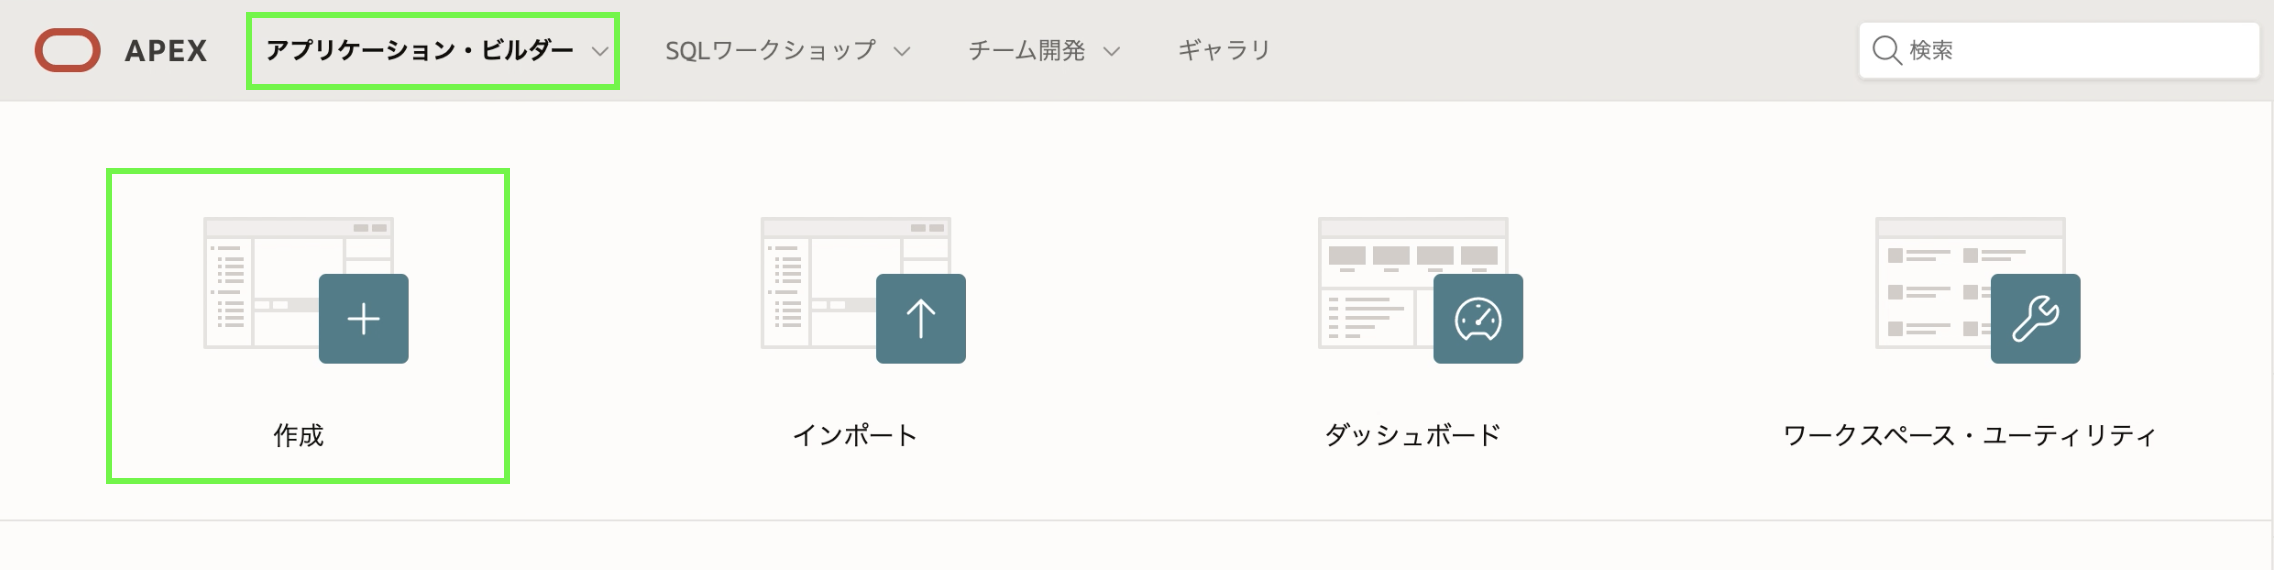 APEX アプリケーション・ビルダー SQLワークショップ チーム開発 ギャラリ 検索
作成 インポート ダッシュボード ワークスペース・ユーティリティ